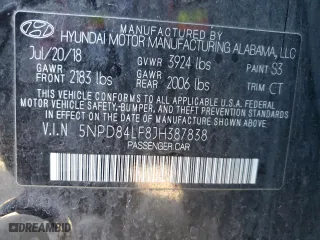 MANUFACTURED BY
HYUNDAI MOTOR MANUFACTURING ALABAMA, LLC
Jul/20/18 GVWR 3924 lbs PAINT S3
GAWR FRONT 2183 lbs GAWR REAR 2006 lbs TRIM CT
THIS VEHICLE CONFORMS TO ALL APPLICABLE FEDERAL
MOTOR VEHICLE SAFETY, BUMPER, AND THEFT PREVENTION STANDARDS
IN EFFECT ON THE DATE OF MANUFACTURE SHOWN ABOVE.
V.I.N 5NPD84LF8JH387838
PASSENGER CAR